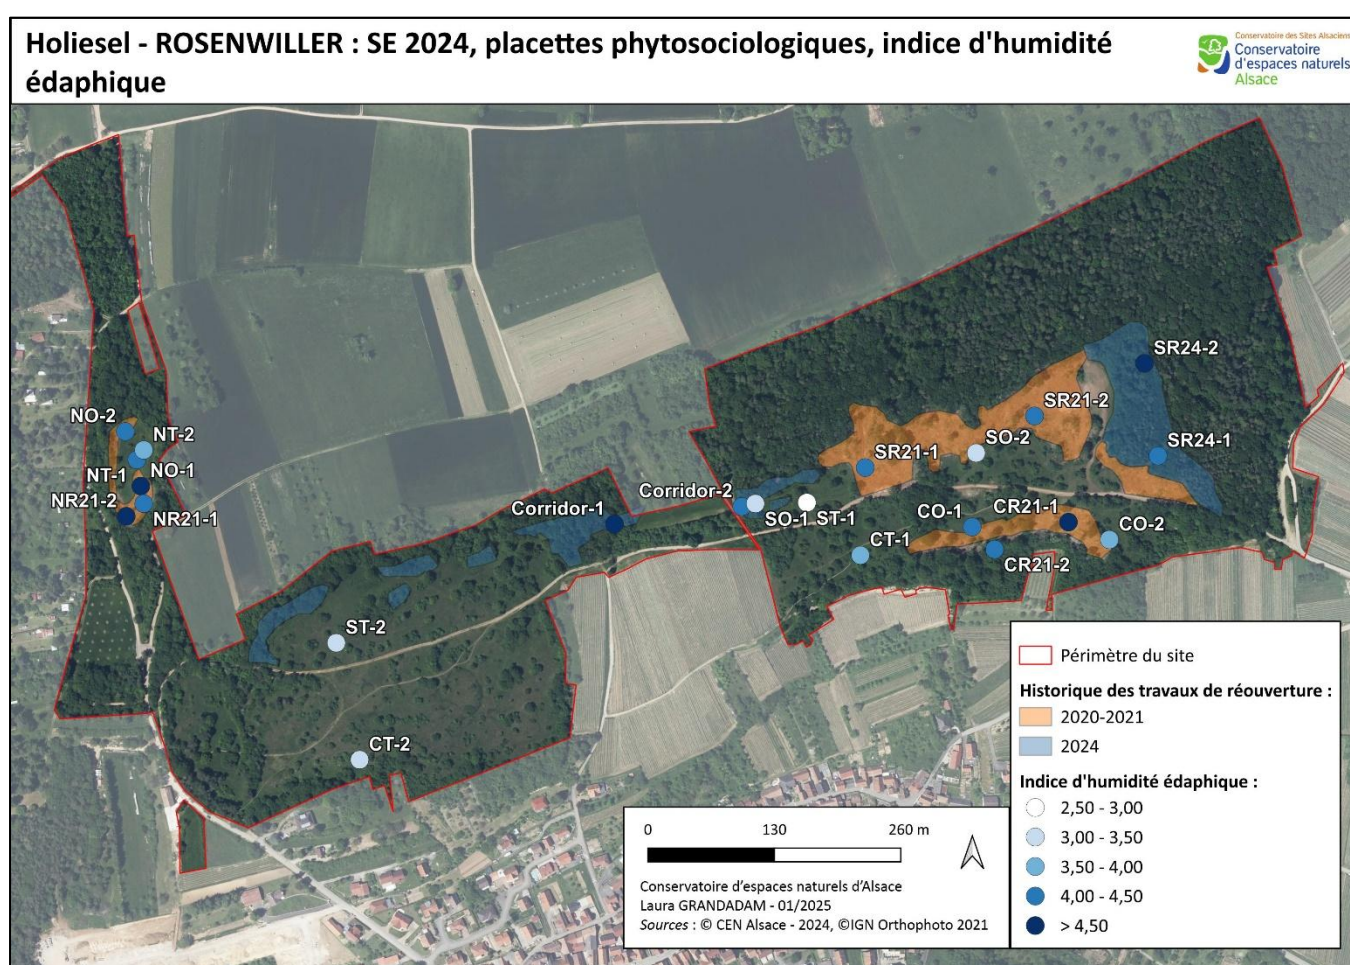 Holiesel - ROSENWILLER : SE 2024, placettes phytosociologiques, indice d'humidité
édaphique
Conservatoire des Sites Alsaciens
Conservatoire
d'espaces naturels
Alsace
SR24-2
NO-2
SR21-2
NT-2
SR24-1
SO-2
NT-1
NO-1
SR21-1
NR21-2
Corridor-2
Corridor-1
NR21-1
SO-1
ST-1
CO-1
CR21-1
CO-2
CT-1
CR21-2
ST-2
CT-2
Périmètre du site
Historique des travaux de réouverture :
2020-2021
2024
Indice d'humidité édaphique :
2,50 - 3,00
3,00 - 3,50
3,50 - 4,00
4,00 - 4,50
> 4,50
0 130 260 m
Conservatoire d'espaces naturels d'Alsace
Laura GRANDADAM - 01/2025
Sources : © CEN Alsace - 2024, ©IGN Orthophoto 2021